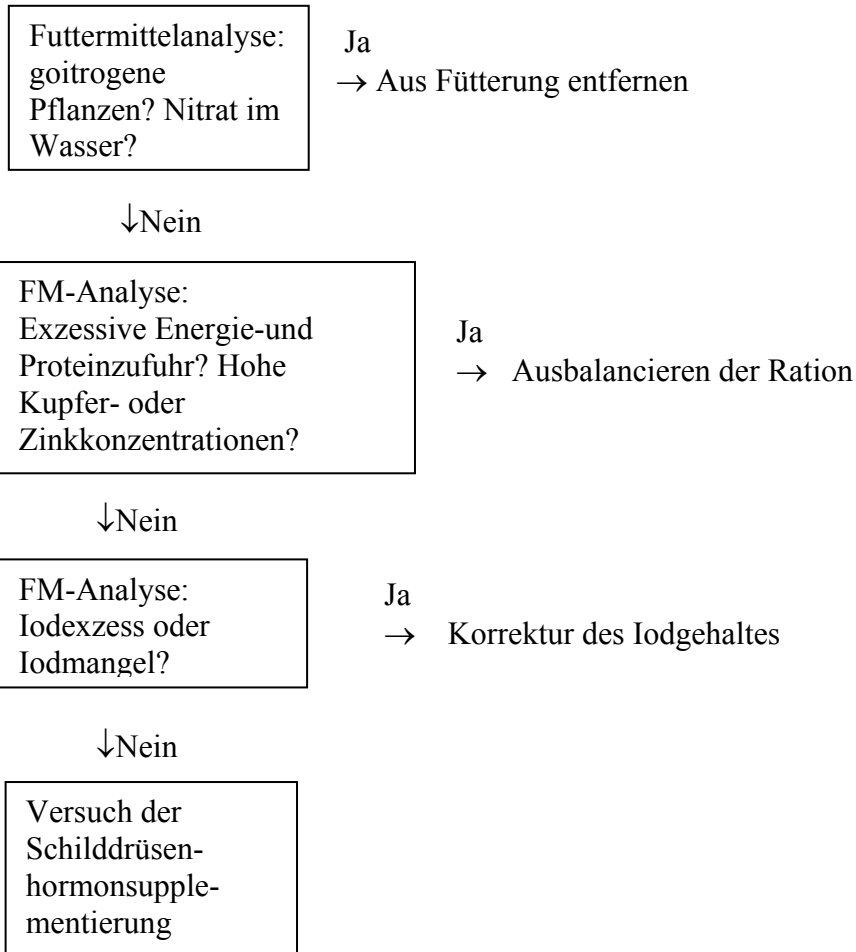 Futtermittelanalyse:
goitrogene
Pflanzen? Nitrat im
Wasser?
Ja
→ Aus Fütterung entfernen
↓Nein
FM-Analyse:
Exzessive Energie-und
Proteinzufuhr? Hohe
Kupfer- oder
Zinkkonzentrationen?
Ja
→ Ausbalancieren der Ration
↓Nein
FM-Analyse:
Iodexzess oder
Iodmangel?
Ja
→ Korrektur des Iodgehaltes
↓Nein
Versuch der
Schilddrüsen-
hormonsupple-
mentierung